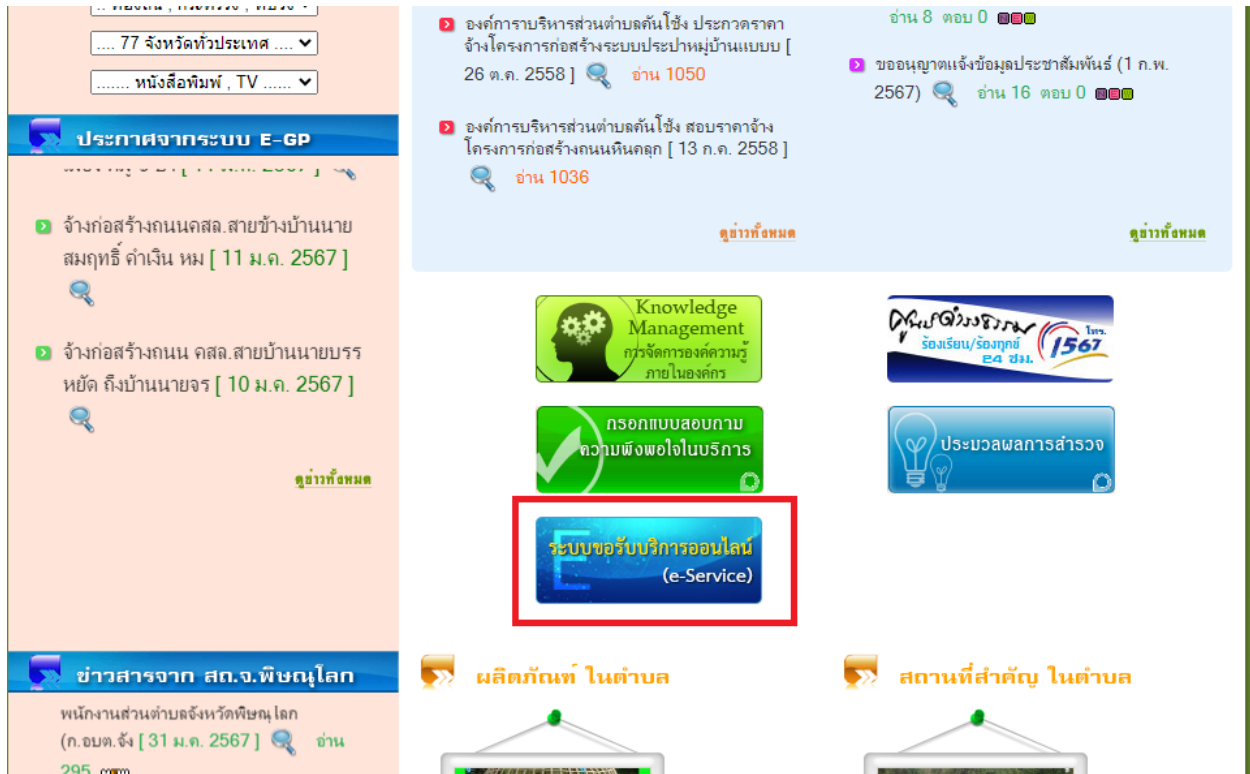 .... 77 จังหวัดทั่วประเทศ ....
....... หนังสือพิมพ์ , TV ......
ประกาศจากระบบ E-GP
จ้างก่อสร้างถนนคสล.สายข้างบ้านนาย
สมฤทธิ์ คำเงิน หม [ 11 ม.ค. 2567 ]
จ้างก่อสร้างถนน คสล.สายบ้านนายบรร
หยัด ถึงบ้านนายจร [ 10 ม.ค. 2567 ]
ดูข่าวทั้งหมด
ข่าวสารจาก สถ.จ.พิษณุโลก
พนักงานส่วนตำบลจังหวัดพิษณุโลก
(ก.อบต.จัง [ 31 ม.ค. 2567 ] อ่าน
295
องค์การาบริหารส่วนตำบลคันโช้ง ประกวดราคา
จ้างโครงการก่อสร้างระบบประปาหมู่บ้านแบบบ [
26 ต.ค. 2558 ] อ่าน 1050
องค์การบริหารส่วนตำบลคันโช้ง สอบราคาจ้าง
โครงการก่อสร้างถนนหินคลุก [ 13 ก.ค. 2558 ]
อ่าน 1036
ดูข่าวทั้งหมด
อ่าน 8 ตอบ 0
ขออนุญาตแจ้งข้อมูลประชาสัมพันธ์ (1 ก.พ.
2567) อ่าน 16 ตอบ 0
ดูข่าวทั้งหมด
Knowledge
Management
การจัดการองค์ความรู้
ภายในองค์กร
ศูนย์ดำรงธรรม
ร้องเรียน/ร้องทุกข์
24 ชม.
โทร.
1567
กรอกแบบสอบถาม
ความพึงพอใจในบริการ
ประมวลผลการสำรวจ
ระบบขอรับบริการออนไลน์
(e-Service)
ผลิตภัณฑ์ ในตำบล
สถานที่สำคัญ ในตำบล